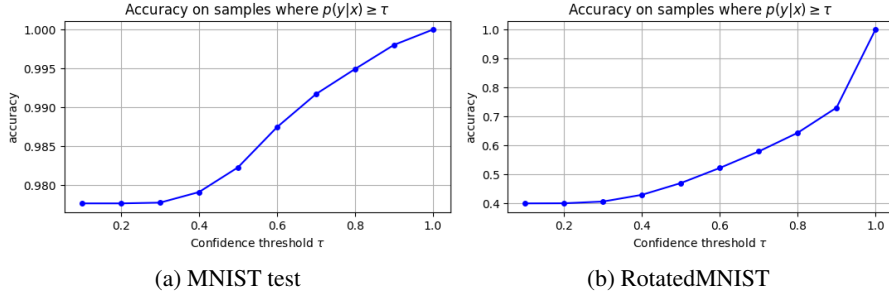 Accuracy on samples where p(y|x) ≥ τ
1.000
0.995
0.990
0.985
0.980
accuracy
0.2 0.4 0.6 0.8 1.0
Confidence threshold τ
(a) MNIST test
Accuracy on samples where p(y|x) ≥ τ
1.0
0.9
0.8
0.7
0.6
0.5
0.4
accuracy
0.2 0.4 0.6 0.8 1.0
Confidence threshold τ
(b) RotatedMNIST